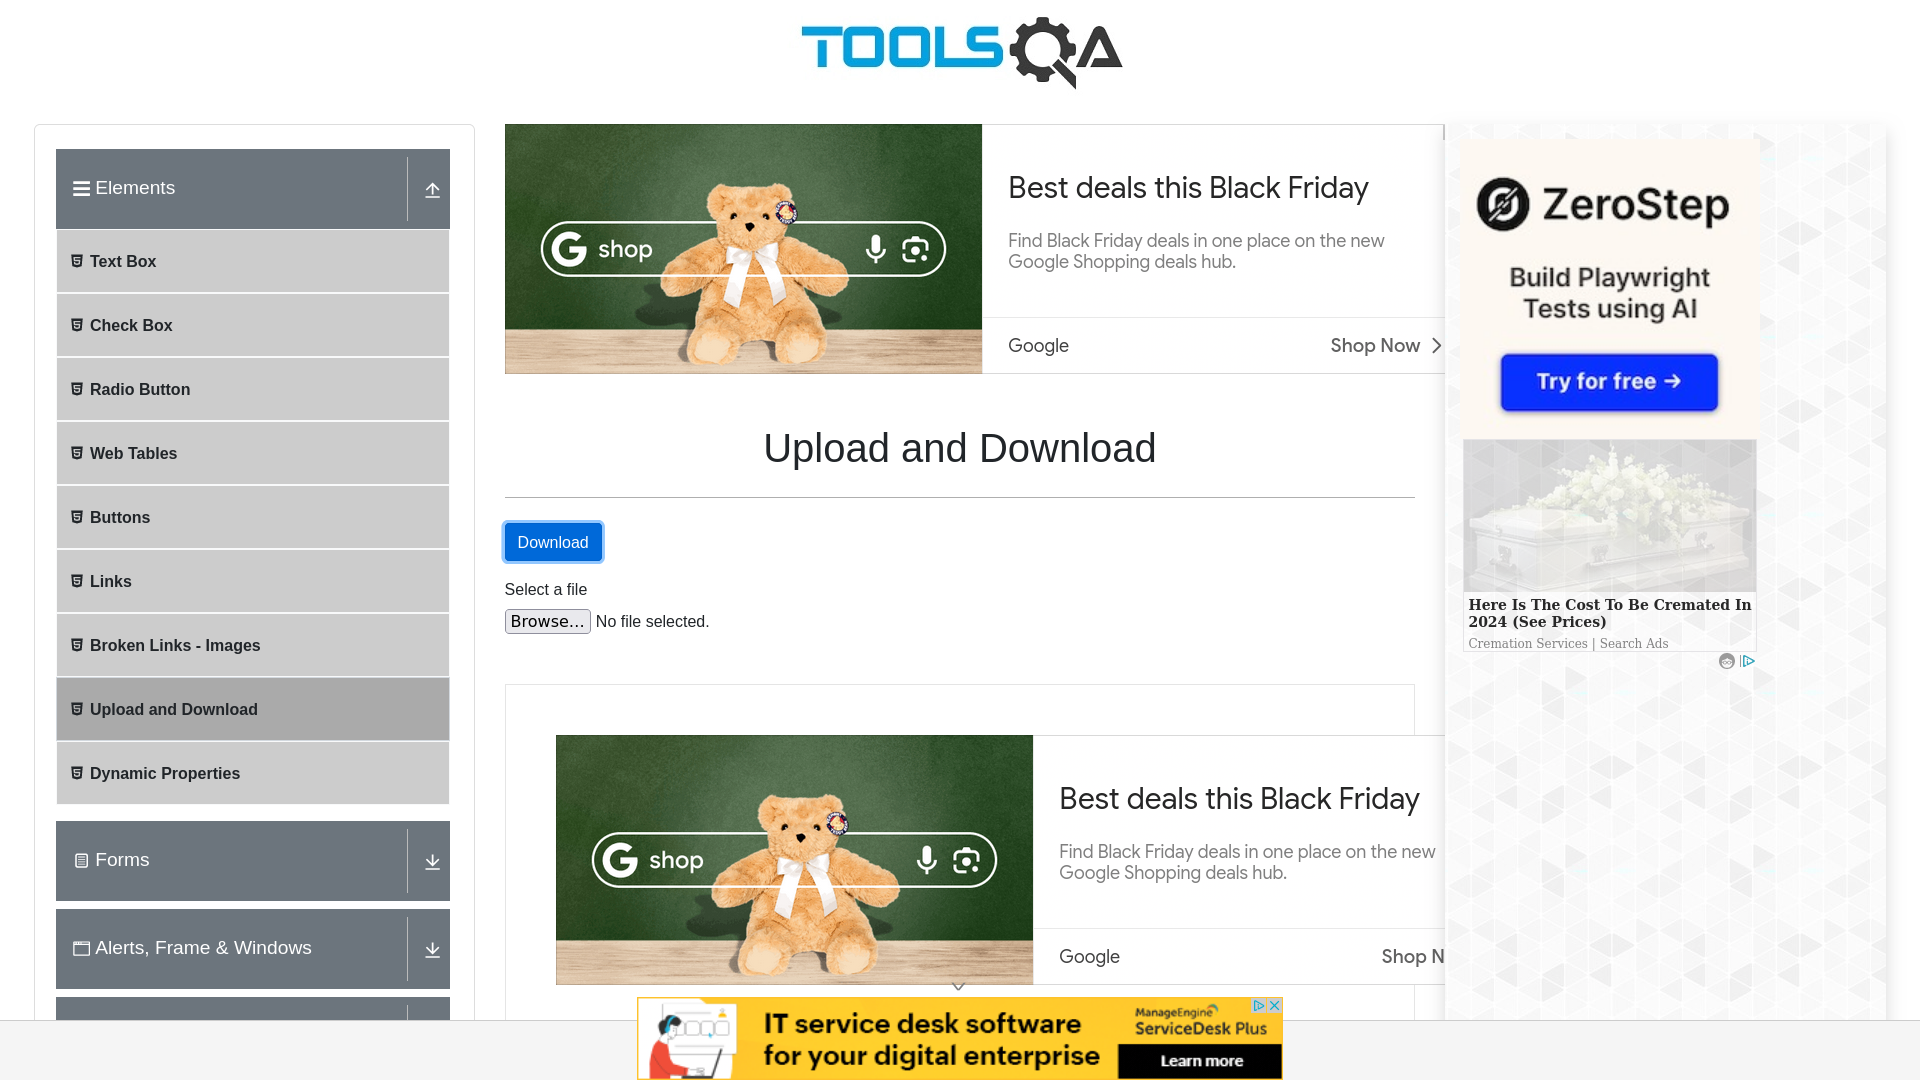 TOOLSQA
Elements
Text Box
Check Box
Radio Button
Web Tables
Buttons
Links
Broken Links - Images
Upload and Download
Dynamic Properties
Forms
Alerts, Frame & Windows
G shop
Best deals this Black Friday
Find Black Friday deals in one place on the new
Google Shopping deals hub.
Google
Shop Now
Upload and Download
Download
Select a file
Browse... No file selected.
G shop
Best deals this Black Friday
Find Black Friday deals in one place on the new
Google Shopping deals hub.
Google
Shop N
ZeroStep
Build Playwright
Tests using AI
Try for free →
Here Is The Cost To Be Cremated In
2024 (See Prices)
Cremation Services | Search Ads
IT service desk software
for your digital enterprise
ManageEngine
ServiceDesk Plus
Learn more